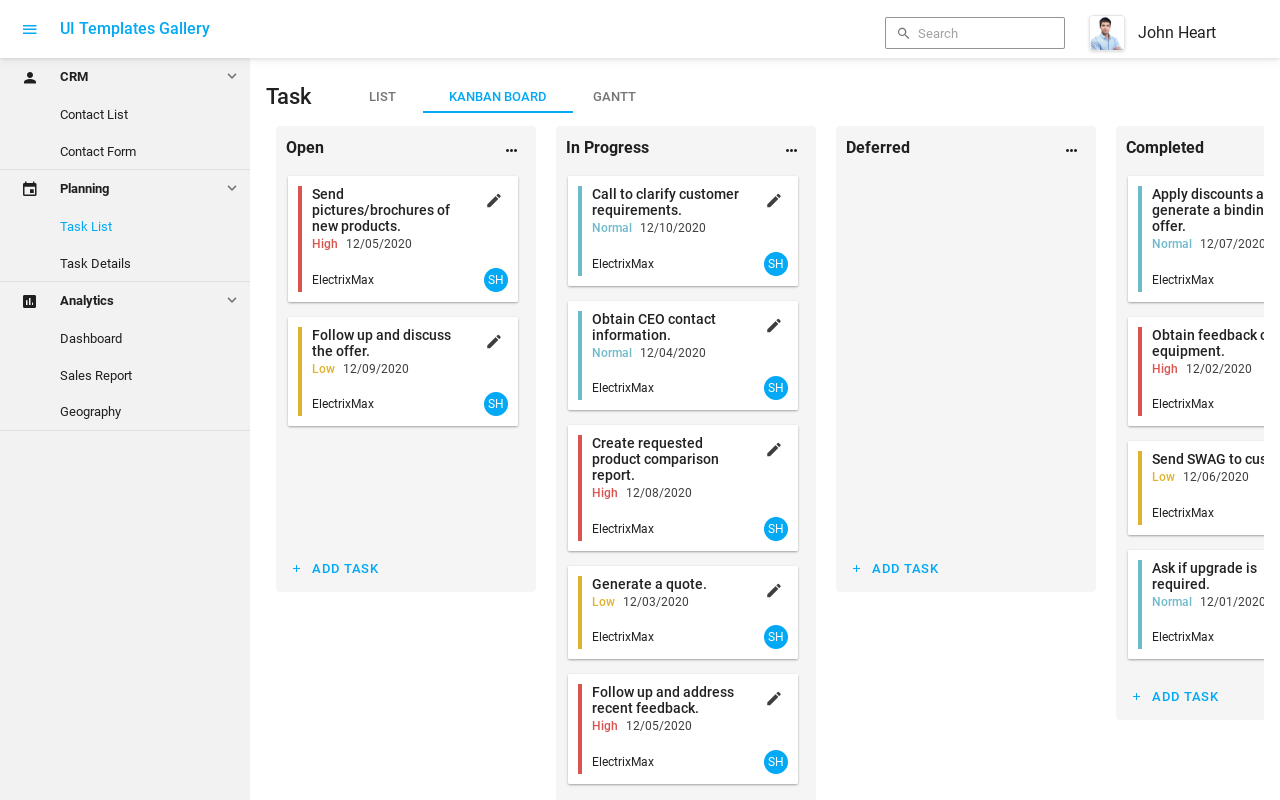 UI Templates Gallery
Search
John Heart
CRM
Contact List
Contact Form
Planning
Task List
Task Details
Analytics
Dashboard
Sales Report
Geography
Task
LIST
KANBAN BOARD
GANTT
Open
Send
pictures/brochures of
new products.
High 12/05/2020
ElectrixMax
SH
Follow up and discuss
the offer.
Low 12/09/2020
ElectrixMax
SH
+ ADD TASK
In Progress
Call to clarify customer
requirements.
Normal 12/10/2020
ElectrixMax
SH
Obtain CEO contact
information.
Normal 12/04/2020
ElectrixMax
SH
Create requested
product comparison
report.
High 12/08/2020
ElectrixMax
SH
Generate a quote.
Low 12/03/2020
ElectrixMax
SH
Follow up and address
recent feedback.
High 12/05/2020
ElectrixMax
SH
Deferred
+ ADD TASK
Completed
Apply discounts a
generate a bindin
offer.
Normal 12/07/2020
ElectrixMax
Obtain feedback o
equipment.
High 12/02/2020
ElectrixMax
Send SWAG to cus
Low 12/06/2020
ElectrixMax
Ask if upgrade is
required.
Normal 12/01/2020
ElectrixMax
+ ADD TASK